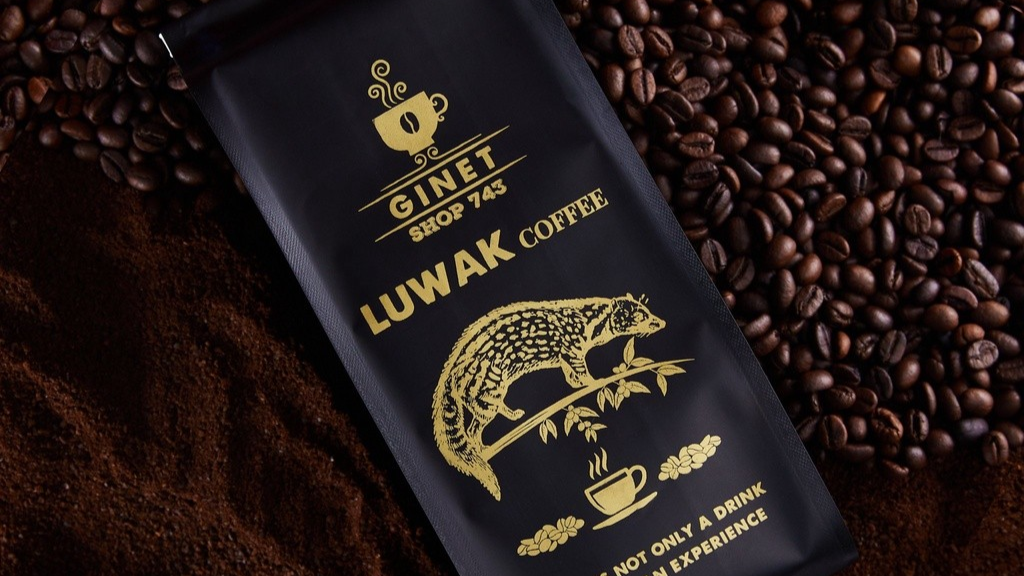 GINET
SHOP 743
LUWAK COFFEE
NOT ONLY A DRINK
EXPERIENCE